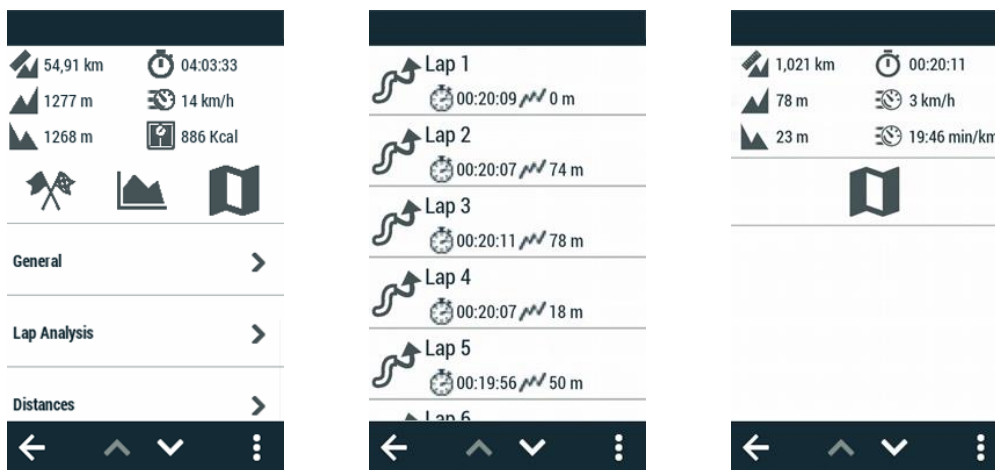 54,91 km 04:03:33
1277 m 14 km/h
1268 m 886 Kcal
General
Lap Analysis
Distances
Lap 1
00:20:09 0 m
Lap 2
00:20:07 74 m
Lap 3
00:20:11 78 m
Lap 4
00:20:07 18 m
Lap 5
00:19:56 50 m
Lap 6
1,021 km 00:20:11
78 m 3 km/h
23 m 19:46 min/km